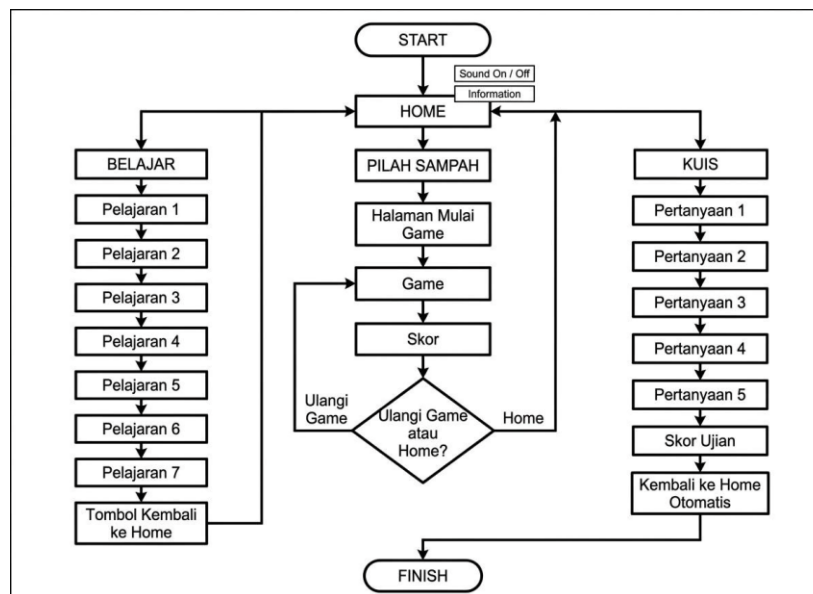 START
Sound On / Off
Information
HOME
BELAJAR
Pelajaran 1
Pelajaran 2
Pelajaran 3
Pelajaran 4
Pelajaran 5
Pelajaran 6
Pelajaran 7
Tombol Kembali
ke Home
PILAH SAMPAH
Halaman Mulai
Game
Game
Skor
Ulangi Game
atau
Home?
Ulangi
Game
Home
KUIS
Pertanyaan 1
Pertanyaan 2
Pertanyaan 3
Pertanyaan 4
Pertanyaan 5
Skor Ujian
Kembali ke Home
Otomatis
FINISH